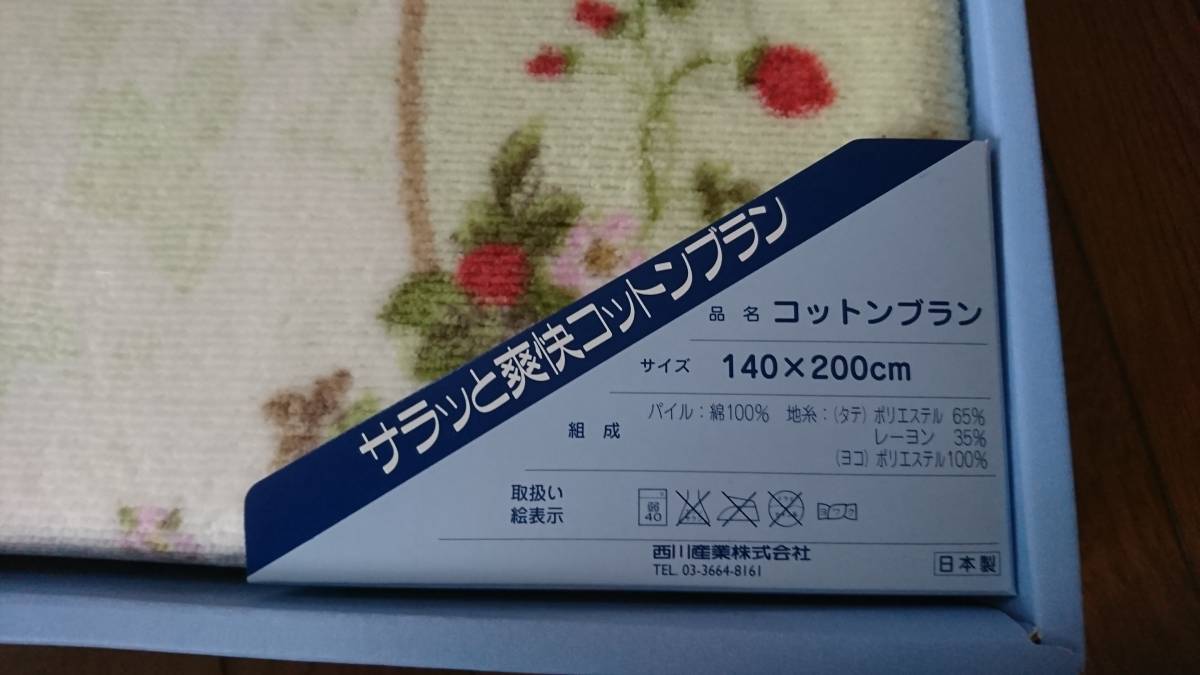 サラッと爽快コットンブラン
品名 コットンブラン
サイズ 140×200cm
組成 パイル：綿100% 地糸：(タテ) ポリエステル 65%
レーヨン 35%
(ヨコ) ポリエステル100%
取扱い
絵表示
弱
40
西川産業株式会社
TEL. 03-3664-8161
日本製